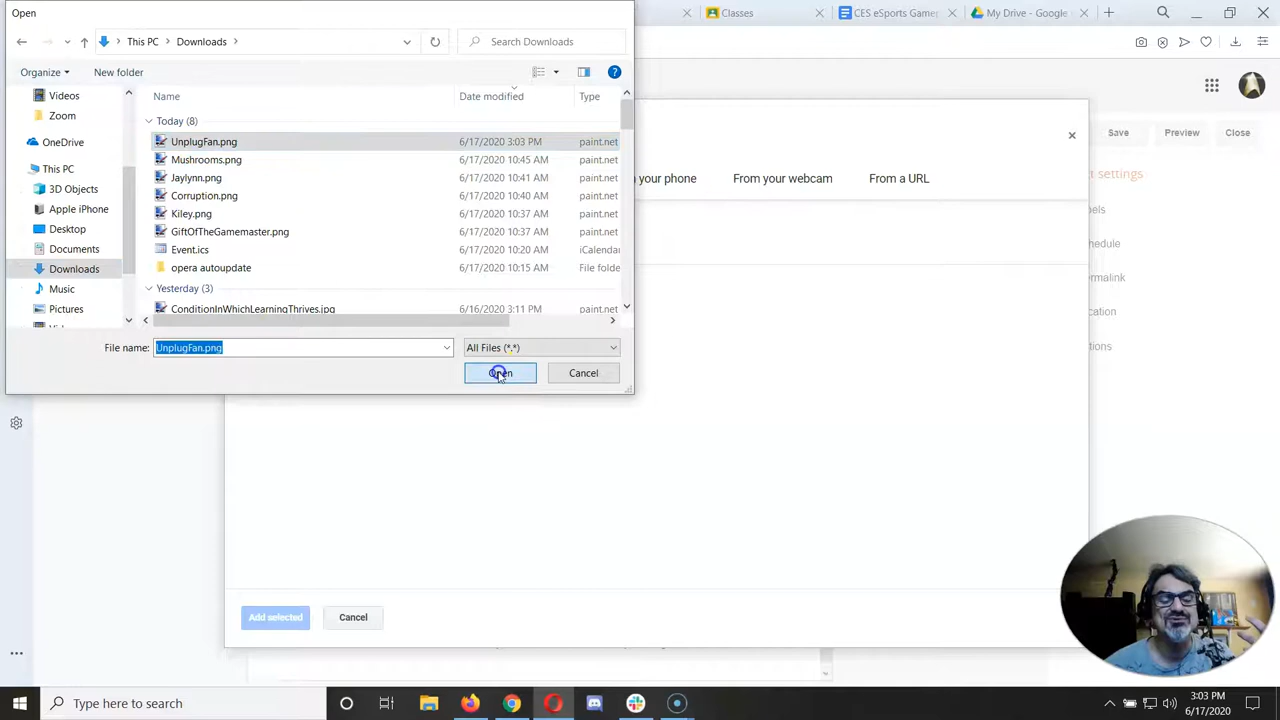 Open
Classes
CES eSports Game
My Drive - Google
This PC
Downloads
Search Downloads
Organize
New folder
Name
Date modified
Type
Videos
Zoom
OneDrive
This PC
3D Objects
Apple iPhone
Desktop
Documents
Downloads
Music
Pictures
Today (8)
UnplugFan.png 6/17/2020 3:03 PM paint.net
Mushrooms.png 6/17/2020 10:45 AM paint.net
Jaylynn.png 6/17/2020 10:41 AM paint.net
Corruption.png 6/17/2020 10:40 AM paint.net
Kiley.png 6/17/2020 10:37 AM paint.net
GiftOfTheGamemaster.png 6/17/2020 10:37 AM paint.net
Event.ics 6/17/2020 10:20 AM iCalenda
opera autoupdate 6/17/2020 10:15 AM File folde
Yesterday (3)
ConditionInWhichLearningThrives.jpg 6/16/2020 3:11 PM paint.net
File name: UnplugFan.png All Files (*.*)
Open Cancel
your phone From your webcam From a URL
Save Preview Close
settings
Add selected Cancel
Type here to search
3:03 PM
6/17/2020